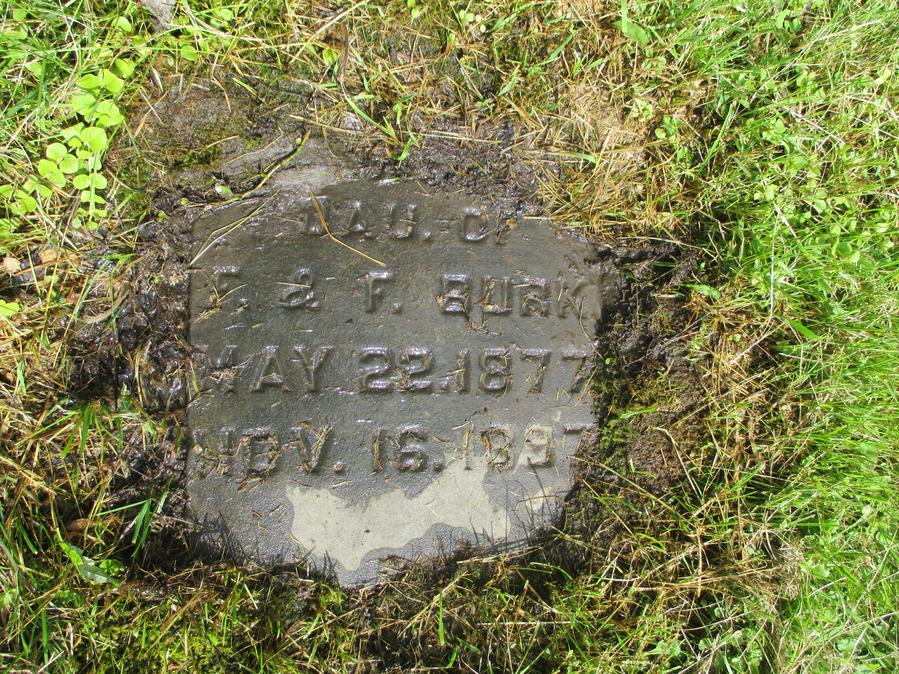 DAU. OF
F. & F. BURK
MAY 22.1877
NOV. 16.1897